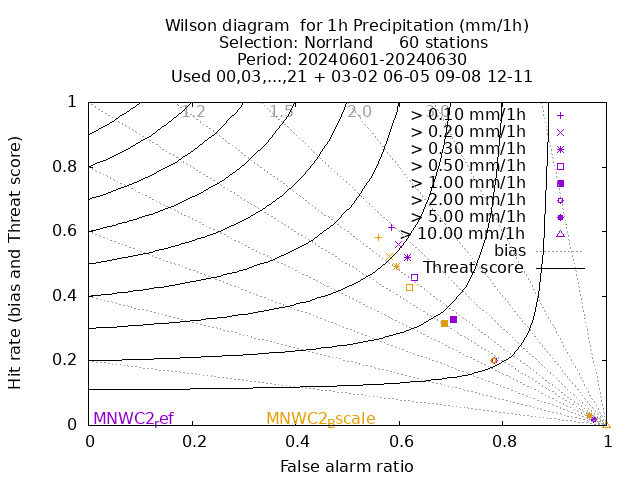 Wilson diagram  for 1h Precipitation (mm/1h)
Selection: Norrland     60 stations
Period: 20240601-20240630
Used 00,03,...,21 + 03-02 06-05 09-08 12-11
1.2 1.5 2.0
> 0.10 mm/1h
> 0.20 mm/1h
> 0.30 mm/1h
> 0.50 mm/1h
> 1.00 mm/1h
> 2.00 mm/1h
> 5.00 mm/1h
> 10.00 mm/1h
bias
Threat score
Hit rate (bias and Threat score)
1
0.8
0.6
0.4
0.2
0
MNWC2ref MNWC2Bscale
0 0.2 0.4 0.6 0.8 1
False alarm ratio